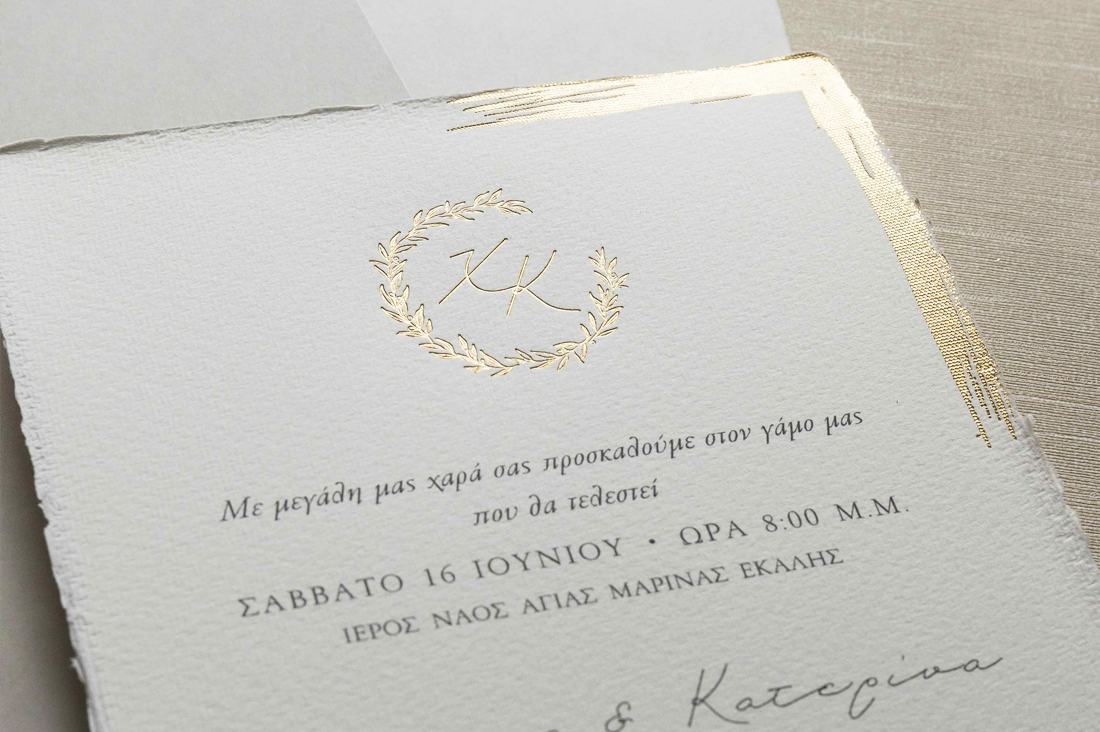 Χ Κ
Με μεγάλη μας χαρά σας προσκαλούμε στον γάμο μας
που θα τελεστεί
ΣΑΒΒΑΤΟ 16 ΙΟΥΝΙΟΥ • ΩΡΑ 8:00 Μ.Μ.
ΙΕΡΟΣ ΝΑΟΣ ΑΓΙΑΣ ΜΑΡΙΝΑΣ ΕΚΑΛΗΣ
& Κατερίνα